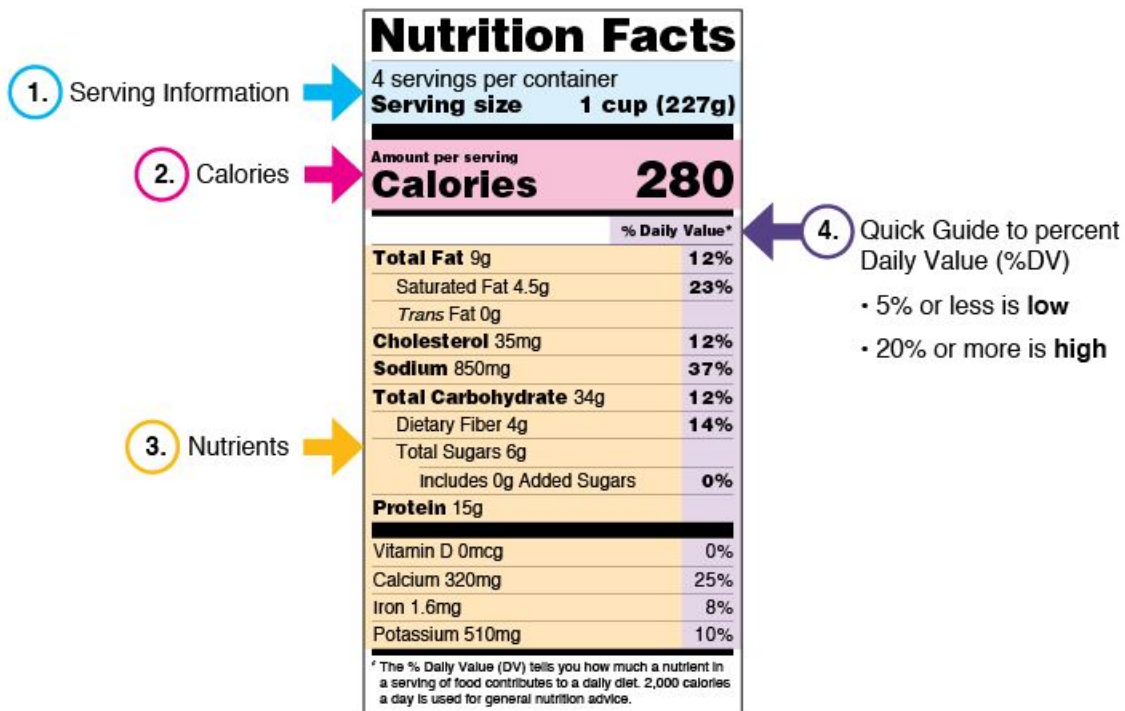 Nutrition Facts
1. Serving Information
4 servings per container
Serving size 1 cup (227g)
2. Calories
Amount per serving
Calories 280
% Daily Value*
4. Quick Guide to percent
Daily Value (%DV)
• 5% or less is low
• 20% or more is high
3. Nutrients
Total Fat 9g 12%
Saturated Fat 4.5g 23%
Trans Fat 0g
Cholesterol 35mg 12%
Sodium 850mg 37%
Total Carbohydrate 34g 12%
Dietary Fiber 4g 14%
Total Sugars 6g
Includes 0g Added Sugars 0%
Protein 15g
Vitamin D 0mcg 0%
Calcium 320mg 25%
Iron 1.6mg 8%
Potassium 510mg 10%
* The % Daily Value (DV) tells you how much a nutrient in
a serving of food contributes to a daily diet. 2,000 calories
a day is used for general nutrition advice.